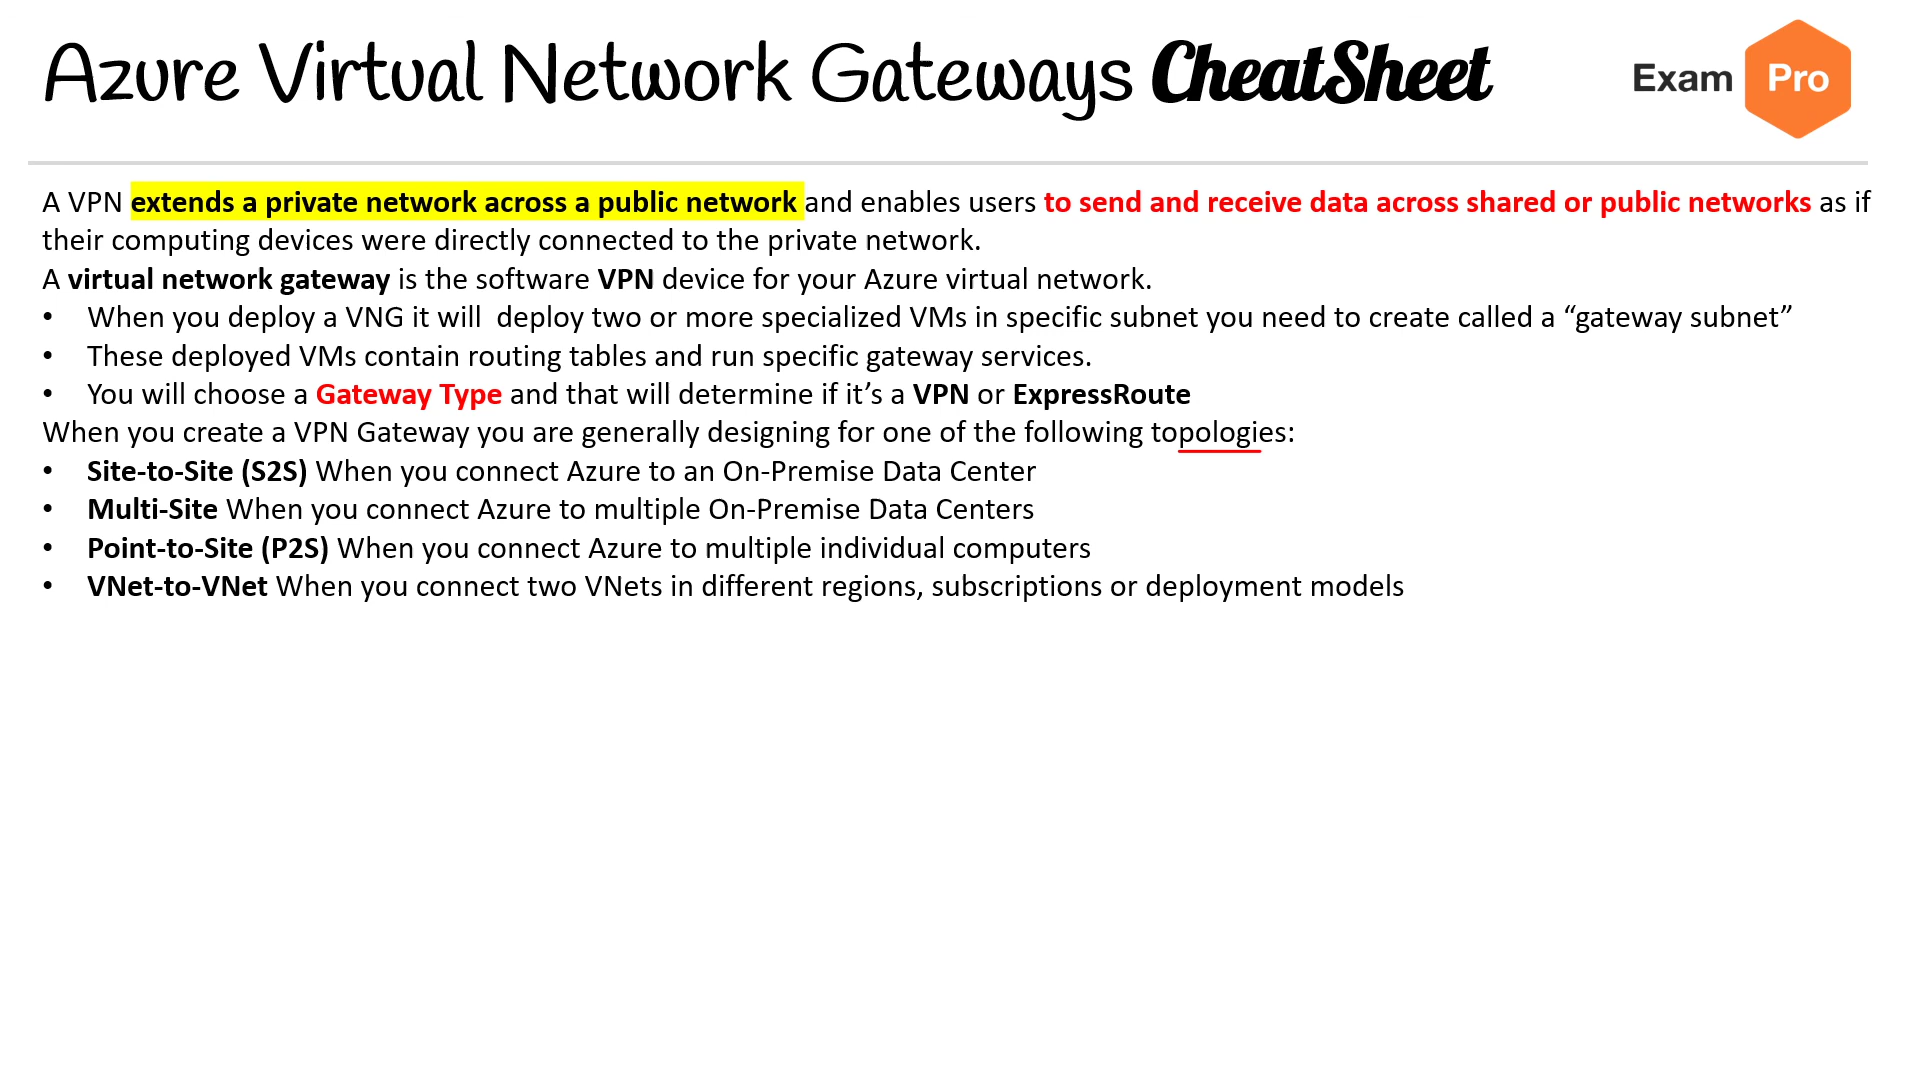 Azure Virtual Network Gateways CheatSheet
Exam Pro
A VPN extends a private network across a public network and enables users to send and receive data across shared or public networks as if
their computing devices were directly connected to the private network.
A virtual network gateway is the software VPN device for your Azure virtual network.
• When you deploy a VNG it will  deploy two or more specialized VMs in specific subnet you need to create called a “gateway subnet”
• These deployed VMs contain routing tables and run specific gateway services.
• You will choose a Gateway Type and that will determine if it’s a VPN or ExpressRoute
When you create a VPN Gateway you are generally designing for one of the following topologies:
• Site-to-Site (S2S) When you connect Azure to an On-Premise Data Center
• Multi-Site When you connect Azure to multiple On-Premise Data Centers
• Point-to-Site (P2S) When you connect Azure to multiple individual computers
• VNet-to-VNet When you connect two VNets in different regions, subscriptions or deployment models